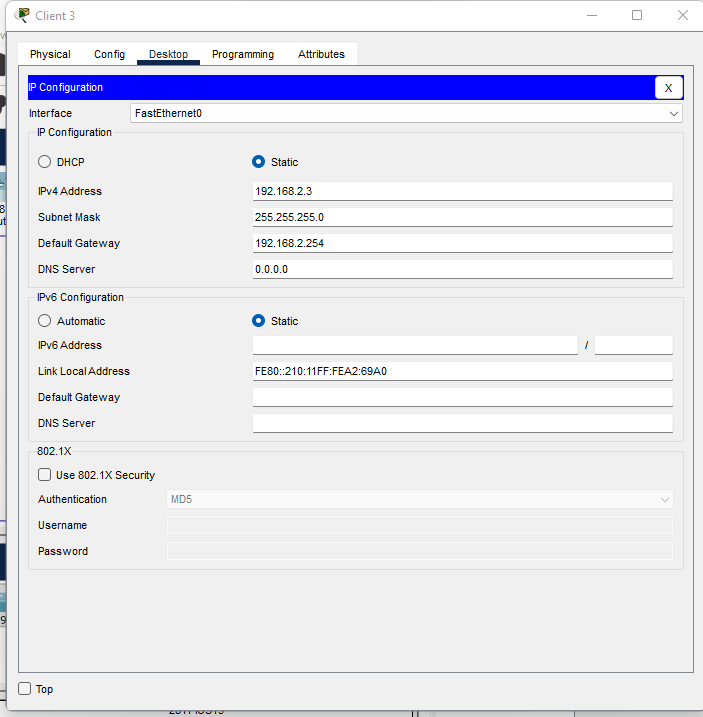 Client 3
Physical Config Desktop Programming Attributes
IP Configuration X
Interface FastEthernet0
IP Configuration
DHCP Static
IPv4 Address 192.168.2.3
Subnet Mask 255.255.255.0
Default Gateway 192.168.2.254
DNS Server 0.0.0.0
IPv6 Configuration
Automatic Static
IPv6 Address /
Link Local Address FE80::210:11FF:FEA2:69A0
Default Gateway
DNS Server
802.1X
Use 802.1X Security
Authentication MD5
Username
Password
Top